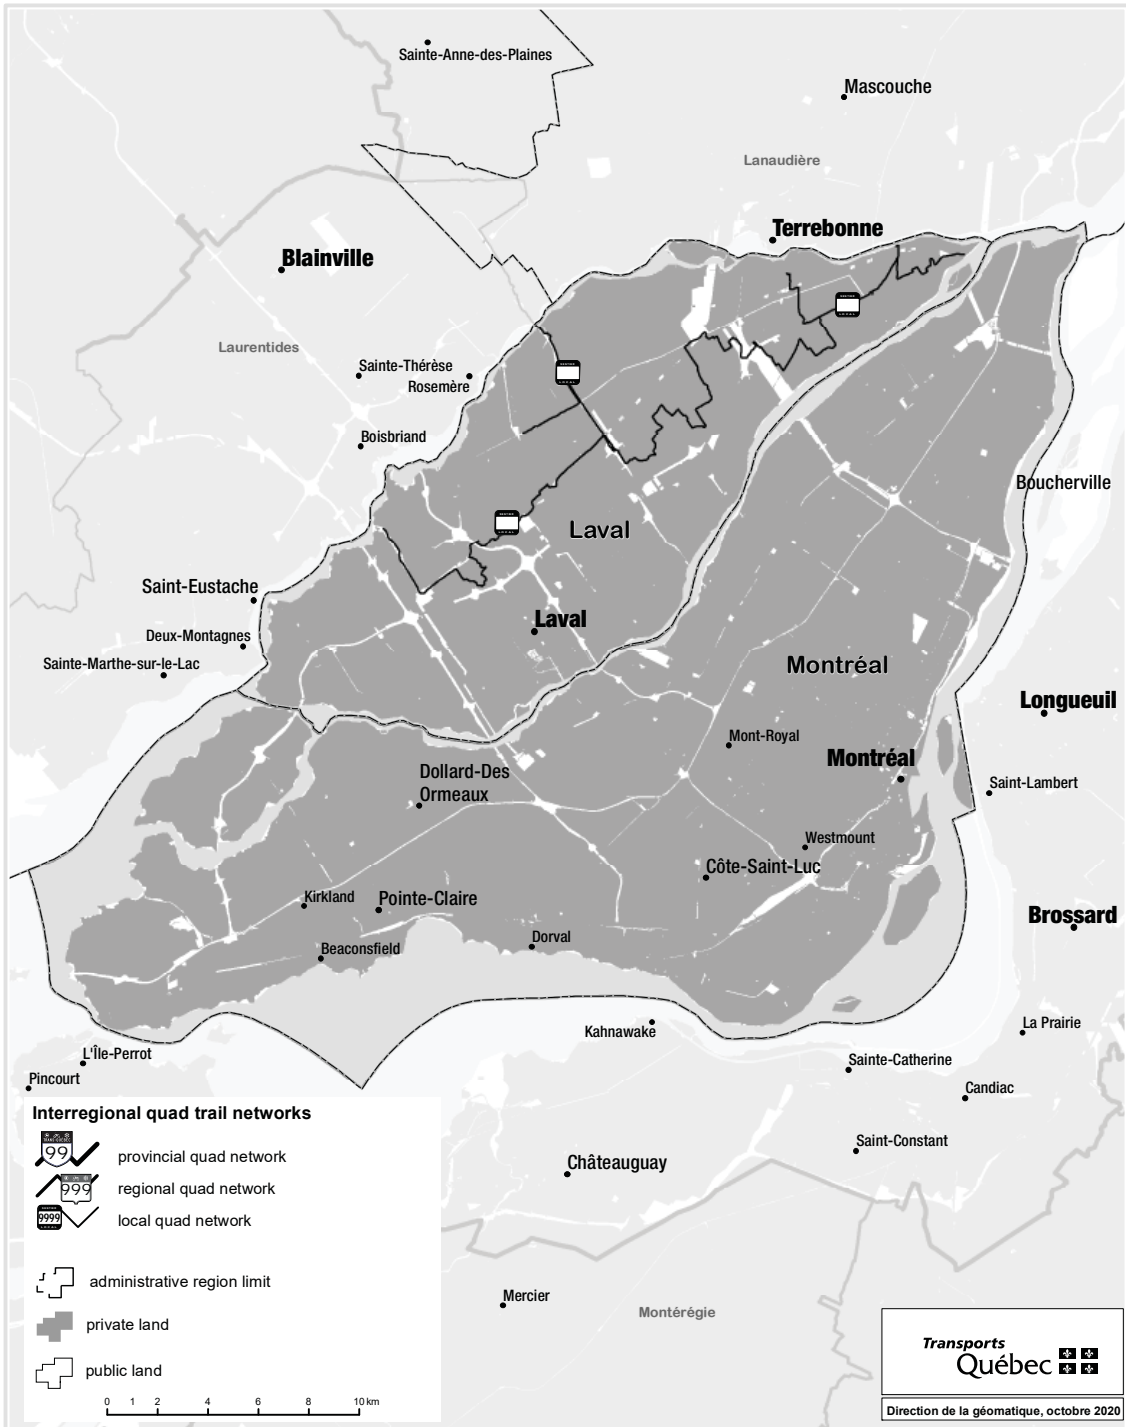 Sainte-Anne-des-Plaines
Mascouche
Lanaudière
Terrebonne
Blainville
Laurentides
Sainte-Thérèse
Rosemère
Boisbriand
Boucherville
Laval
Saint-Eustache
Laval
Deux-Montagnes
Sainte-Marthe-sur-le-Lac
Montréal
Longueuil
Mont-Royal
Montréal
Dollard-Des
Ormeaux
Saint-Lambert
Westmount
Côte-Saint-Luc
Kirkland
Pointe-Claire
Brossard
Dorval
Beaconsfield
Kahnawake
La Prairie
L'Île-Perrot
Sainte-Catherine
Pincourt
Candiac
Interregional quad trail networks
99
provincial quad network
999
regional quad network
9999
local quad network
Saint-Constant
Châteauguay
administrative region limit
Mercier
Montérégie
private land
public land
0 1 2 4 6 8 10 km
Transports
Québec
Direction de la géomatique, octobre 2020